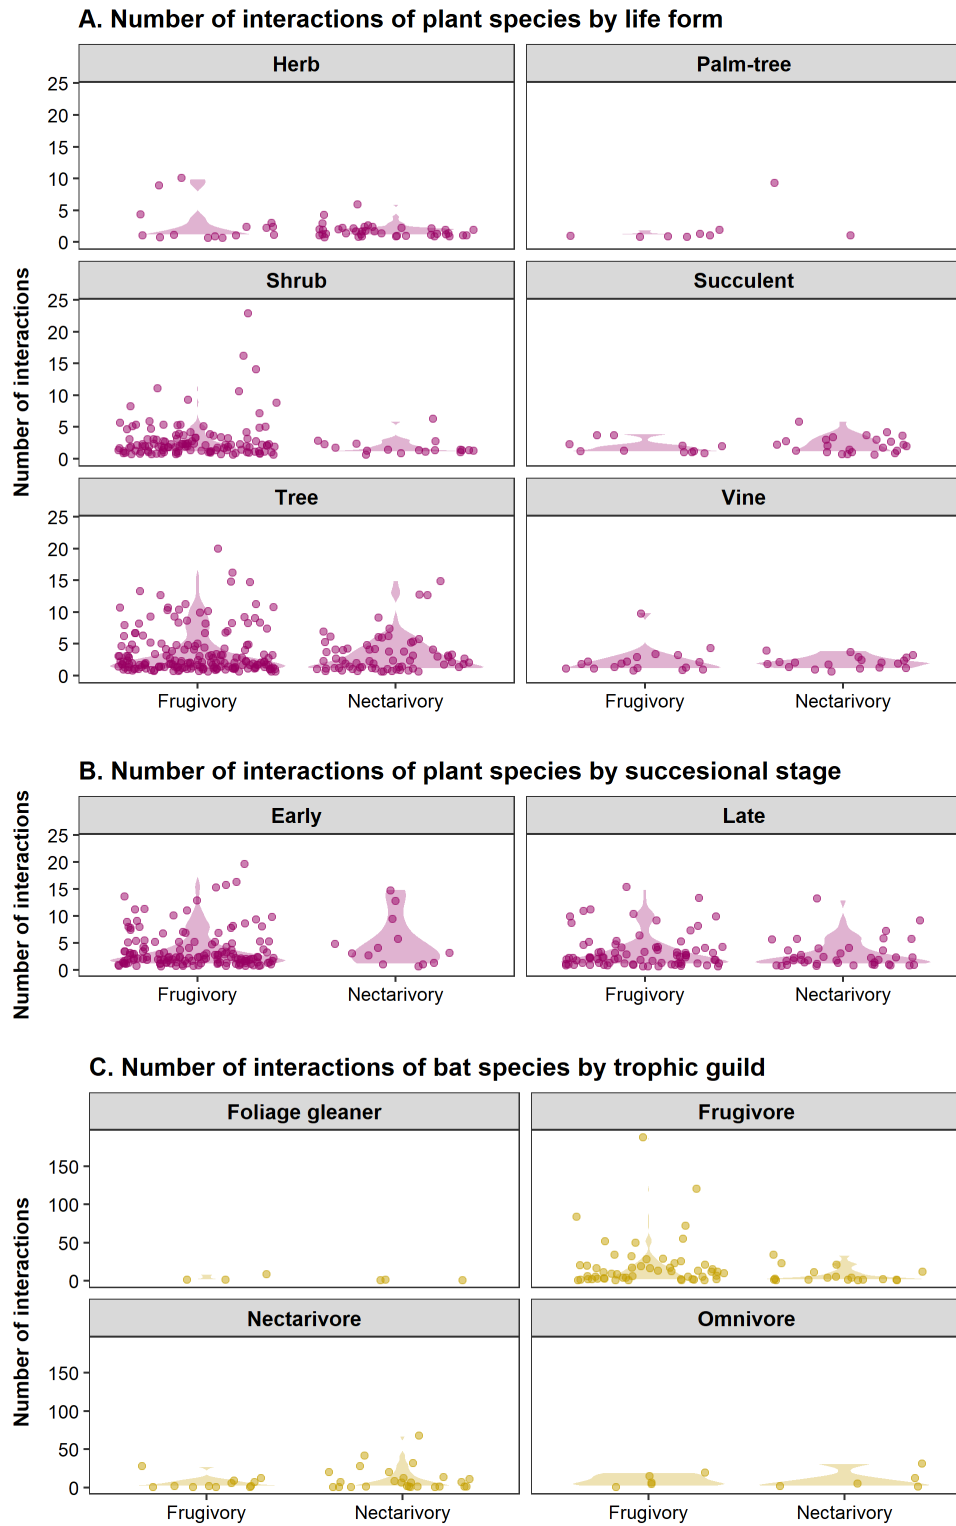 A. Number of interactions of plant species by life form
Herb
Palm-tree
25
20
15
10
5
0
Shrub
Succulent
25
20
15
10
5
0
Number of interactions
Tree
Vine
25
20
15
10
5
0
Frugivory
Nectarivory
Frugivory
Nectarivory
B. Number of interactions of plant species by succesional stage
Early
Late
25
20
15
10
5
0
Number of interactions
Frugivory
Nectarivory
Frugivory
Nectarivory
C. Number of interactions of bat species by trophic guild
Foliage gleaner
Frugivore
150
100
50
0
Nectarivore
Omnivore
150
100
50
0
Number of interactions
Frugivory
Nectarivory
Frugivory
Nectarivory